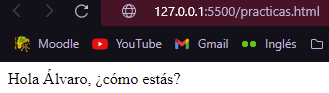 127.0.0.1:5500/practicas.html
Moodle YouTube Gmail Inglés
Hola Álvaro, ¿cómo estás?